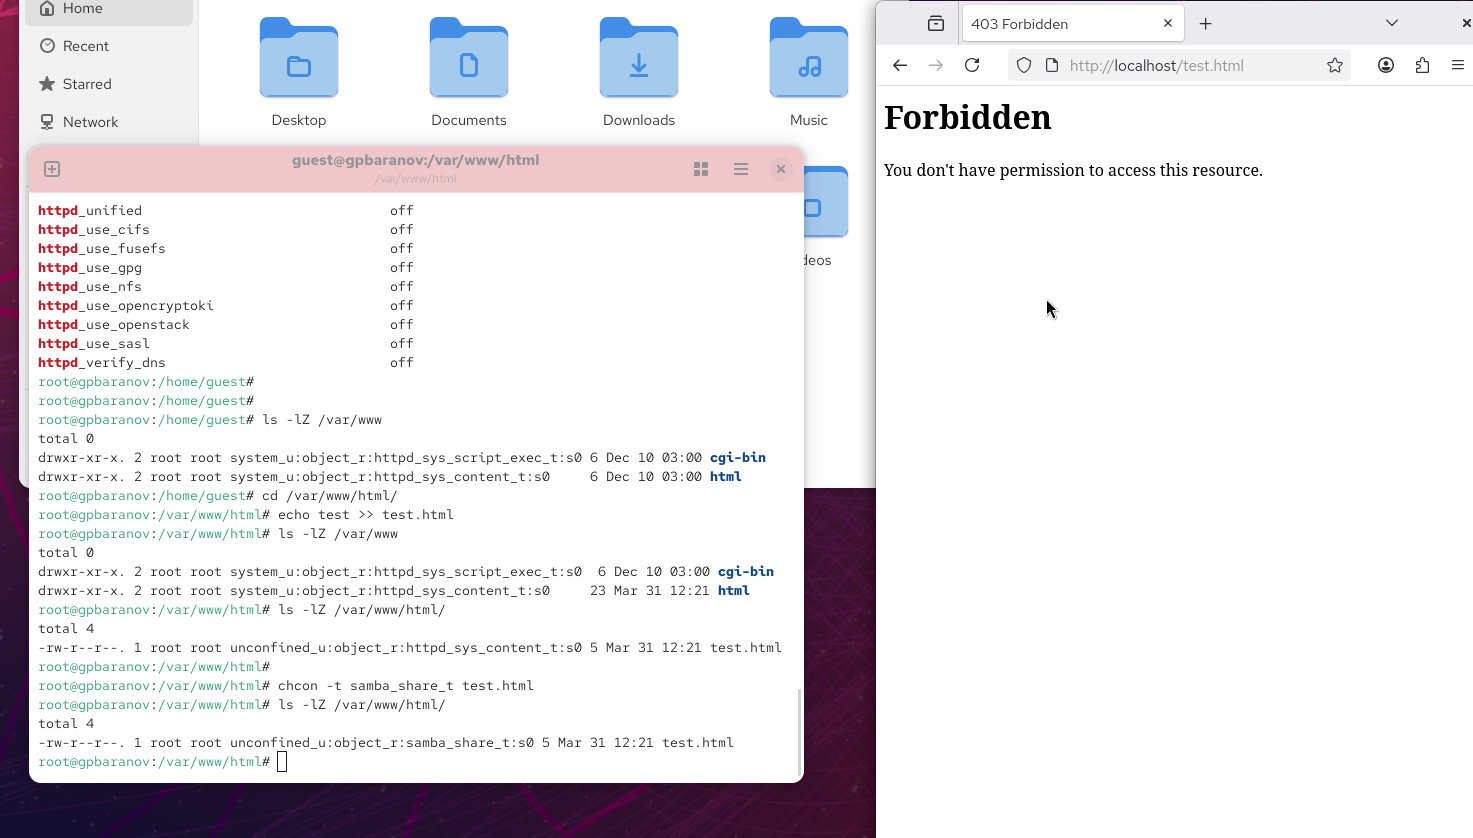 Home
Recent
Starred
Network
Desktop
Documents
Downloads
Music
deos
guest@gpbaranov:/var/www/html
/var/www/html
httpd_unified                               off
httpd_use_cifs                              off
httpd_use_fusefs                            off
httpd_use_gpg                               off
httpd_use_nfs                               off
httpd_use_opencryptoki                      off
httpd_use_openstack                         off
httpd_use_sasl                              off
httpd_verify_dns                            off
root@gpbaranov:/home/guest#
root@gpbaranov:/home/guest#
root@gpbaranov:/home/guest# ls -lZ /var/www
total 0
drwxr-xr-x. 2 root root system_u:object_r:httpd_sys_script_exec_t:s0 6 Dec 10 03:00 cgi-bin
drwxr-xr-x. 2 root root system_u:object_r:httpd_sys_content_t:s0     6 Dec 10 03:00 html
root@gpbaranov:/home/guest# cd /var/www/html/
root@gpbaranov:/var/www/html# echo test >> test.html
root@gpbaranov:/var/www/html# ls -lZ /var/www
total 0
drwxr-xr-x. 2 root root system_u:object_r:httpd_sys_script_exec_t:s0  6 Dec 10 03:00 cgi-bin
drwxr-xr-x. 2 root root system_u:object_r:httpd_sys_content_t:s0     23 Mar 31 12:21 html
root@gpbaranov:/var/www/html# ls -lZ /var/www/html/
total 4
-rw-r--r--. 1 root root unconfined_u:object_r:httpd_sys_content_t:s0 5 Mar 31 12:21 test.html
root@gpbaranov:/var/www/html#
root@gpbaranov:/var/www/html# chcon -t samba_share_t test.html
root@gpbaranov:/var/www/html# ls -lZ /var/www/html/
total 4
-rw-r--r--. 1 root root unconfined_u:object_r:samba_share_t:s0 5 Mar 31 12:21 test.html
root@gpbaranov:/var/www/html#
403 Forbidden
http://localhost/test.html
Forbidden
You don't have permission to access this resource.